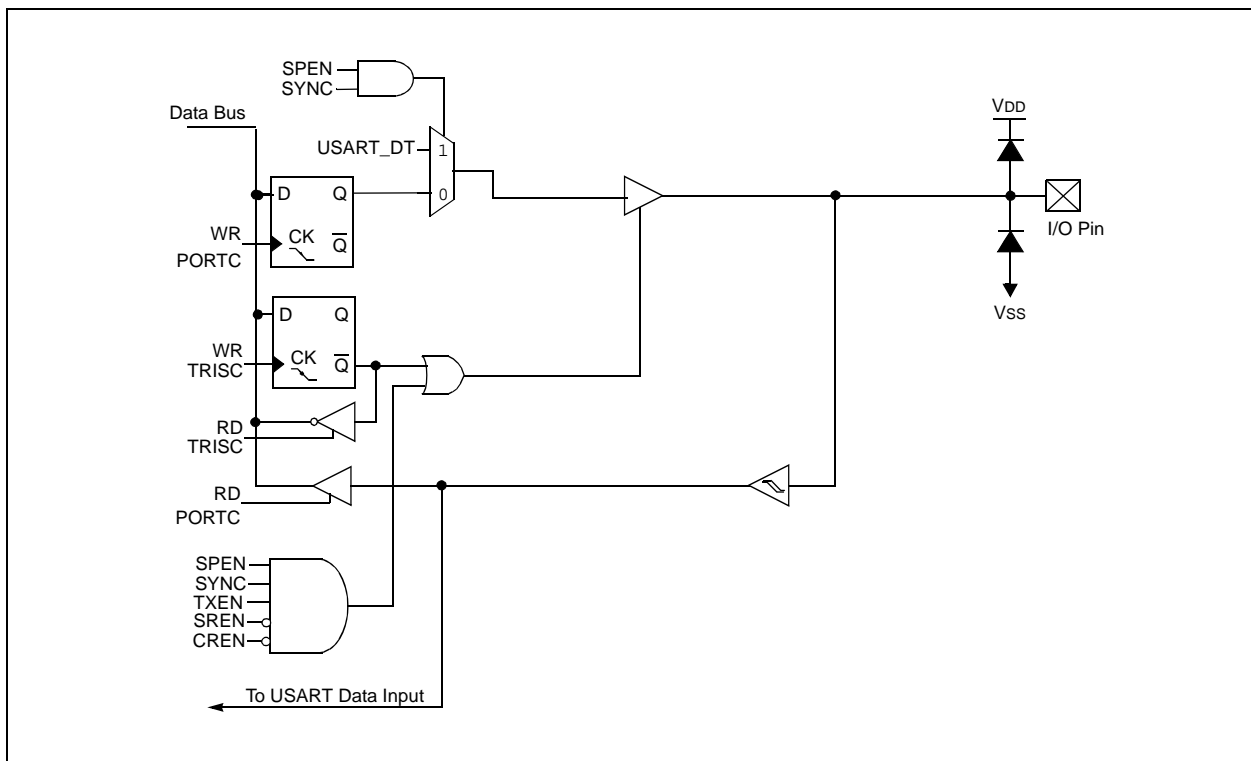 SPEN
SYNC
Data Bus
VDD
USART_DT
1
0
D
Q
WR
PORTC
CK
Q
I/O Pin
VSS
D
Q
WR
TRISC
CK
Q
RD
TRISC
RD
PORTC
SPEN
SYNC
TXEN
SREN
CREN
To USART Data Input